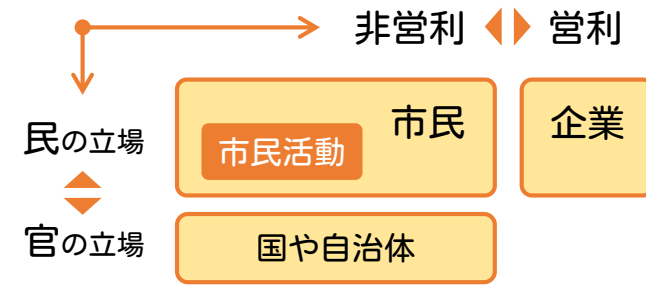 非営利 営利
民の立場
市民
市民活動
企業
官の立場
国や自治体